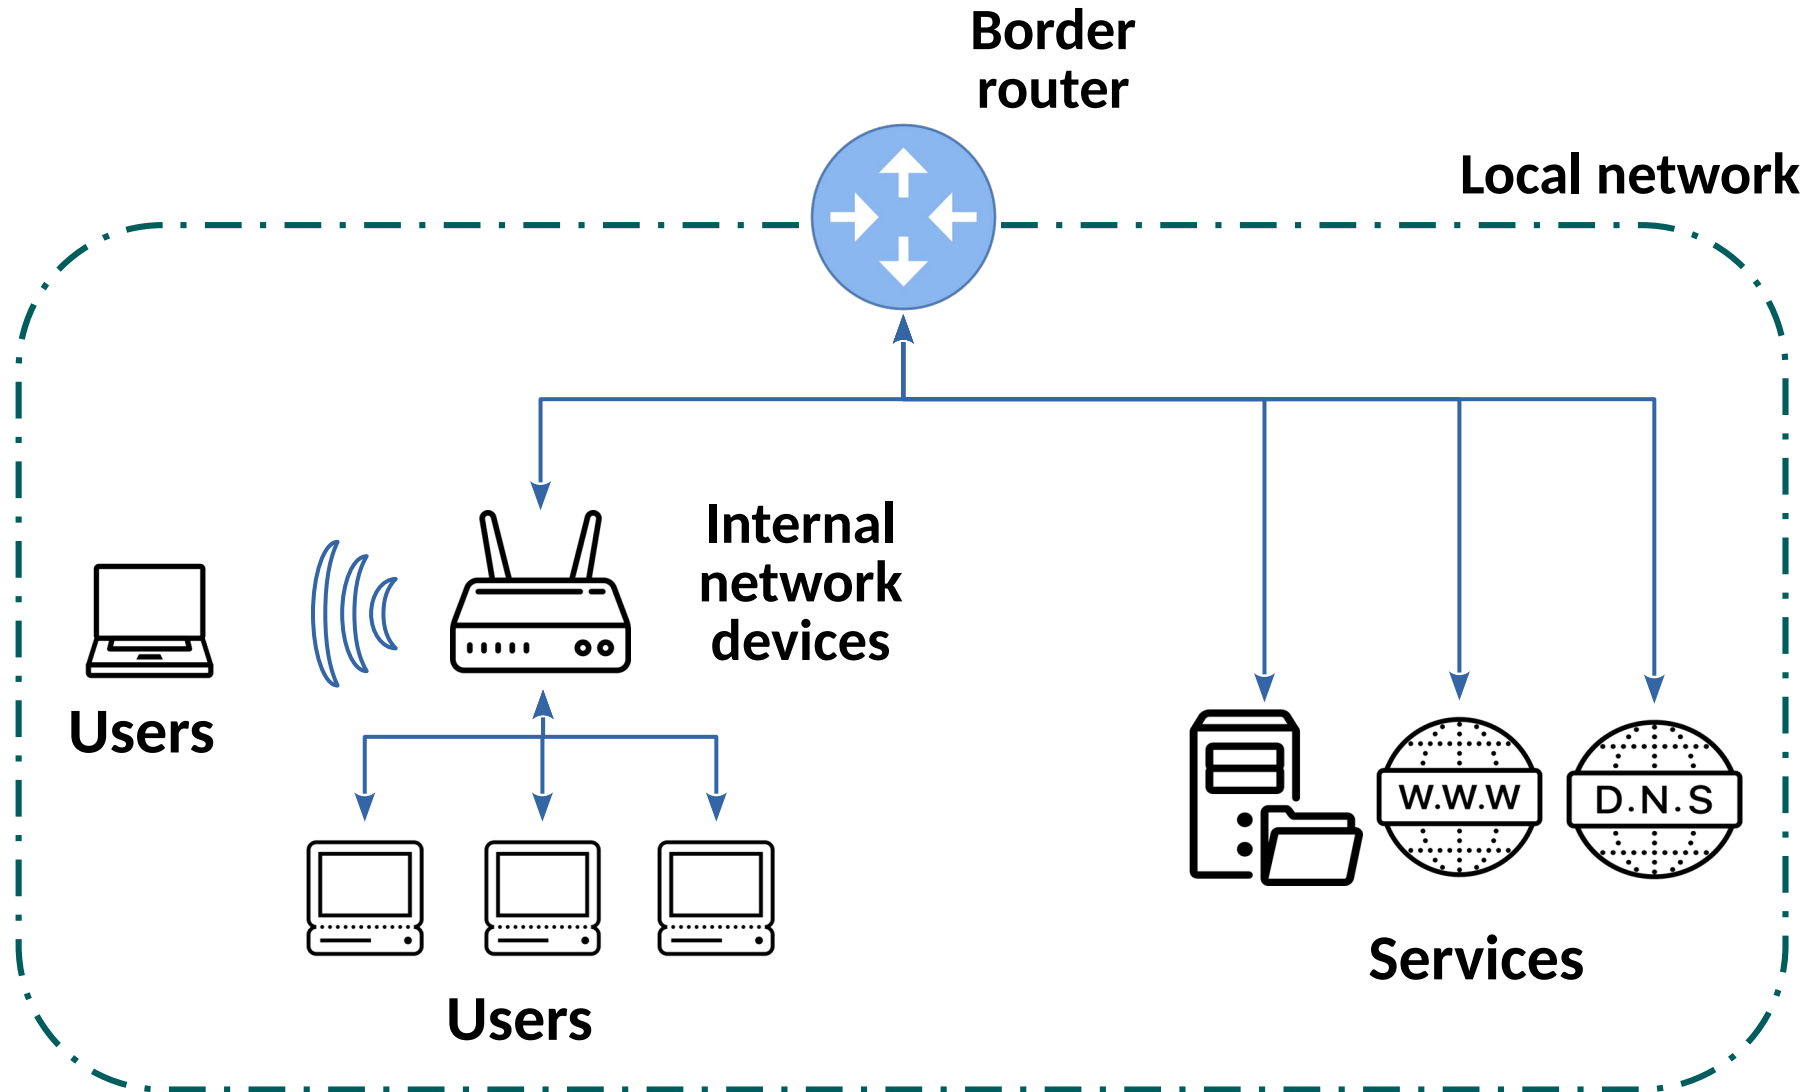 Border
router
Local network
Internal
network
devices
Users
W.W.W
D.N.S
Services
Users